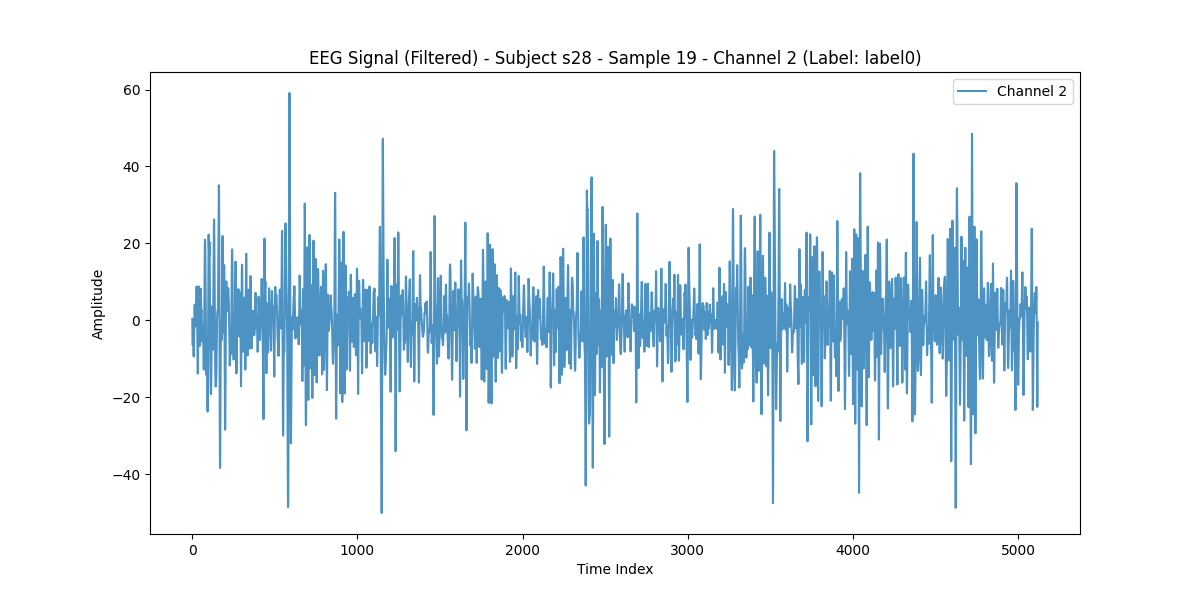 EEG Signal (Filtered) - Subject s28 - Sample 19 - Channel 2 (Label: label0)
Channel 2
60
40
20
0
−20
−40
Amplitude
0 1000 2000 3000 4000 5000
Time Index